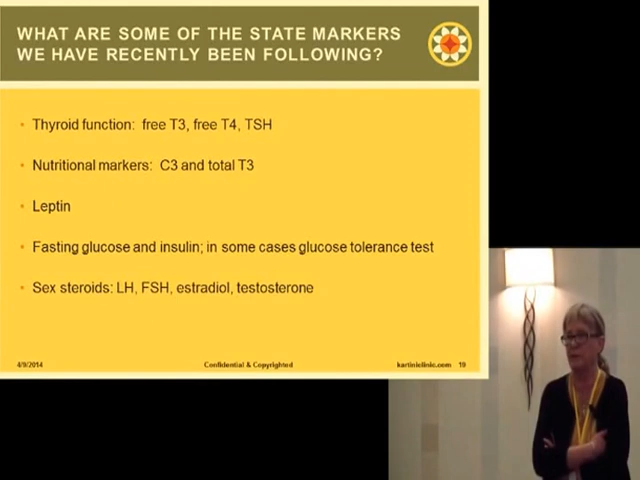 WHAT ARE SOME OF THE STATE MARKERS
WE HAVE RECENTLY BEEN FOLLOWING?
• Thyroid function: free T3, free T4, TSH
• Nutritional markers: C3 and total T3
• Leptin
• Fasting glucose and insulin; in some cases glucose tolerance test
• Sex steroids: LH, FSH, estradiol, testosterone
4/9/2014 Confidential & Copyrighted kartiniclinic.com 19